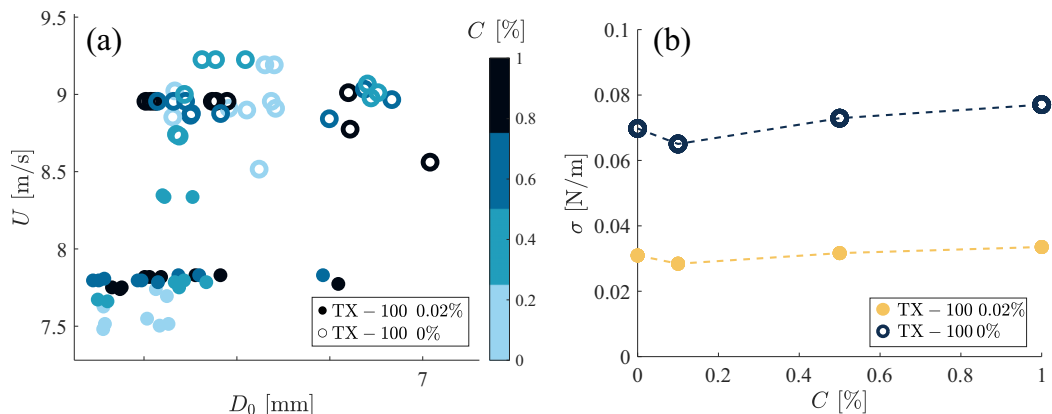 (a)
C [%]
9.5
9
8.5
8
7.5
U [m/s]
TX − 100 0.02%
TX − 100 0%
7
D₀ [mm]
1
0.8
0.6
0.4
0.2
0
(b)
0.1
0.08
0.06
0.04
0.02
0
σ [N/m]
TX − 100 0.02%
TX − 100 0%
0 0.2 0.4 0.6 0.8 1
C [%]